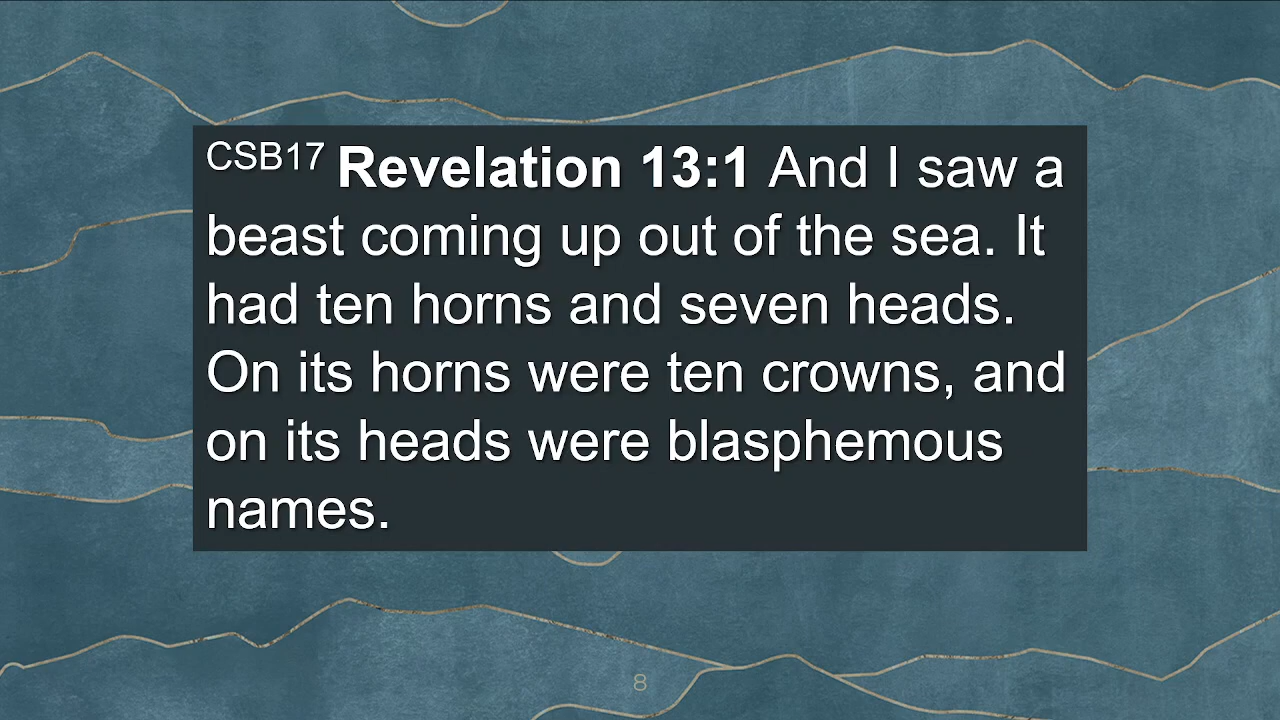 CSB17 Revelation 13:1 And I saw a
beast coming up out of the sea. It
had ten horns and seven heads.
On its horns were ten crowns, and
on its heads were blasphemous
names.
8